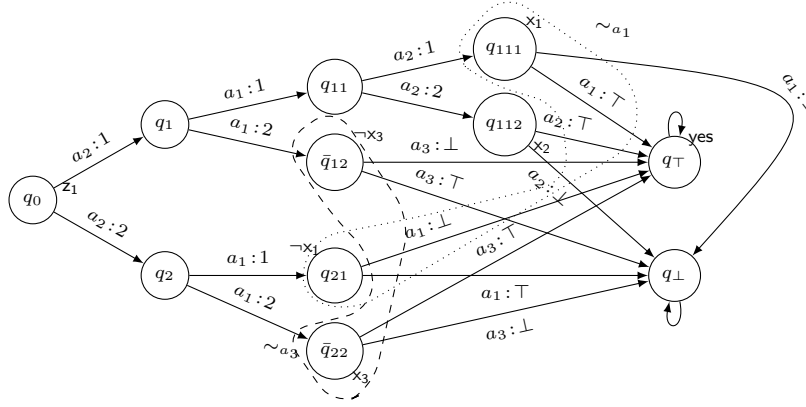 x₁
∼ₐ₁
q₁₁₁
a₂:1
a₁:⊤
a₁:
a₁:1
q₁₁
a₂:2
q₁₁₂
a₂:⊤
x₂
yes
q₁
a₁:2
¬x₃
a₂:1
q̄₁₂
a₃:⊥
a₃:⊤
a₂:⊥
q⊤
q₀
z₁
a₂:2
¬x₁
a₁:⊥
a₃:⊤
q₂
a₁:1
q₂₁
a₁:⊤
q⊥
a₁:2
∼ₐ₃
q̄₂₂
a₃:⊥
x₃